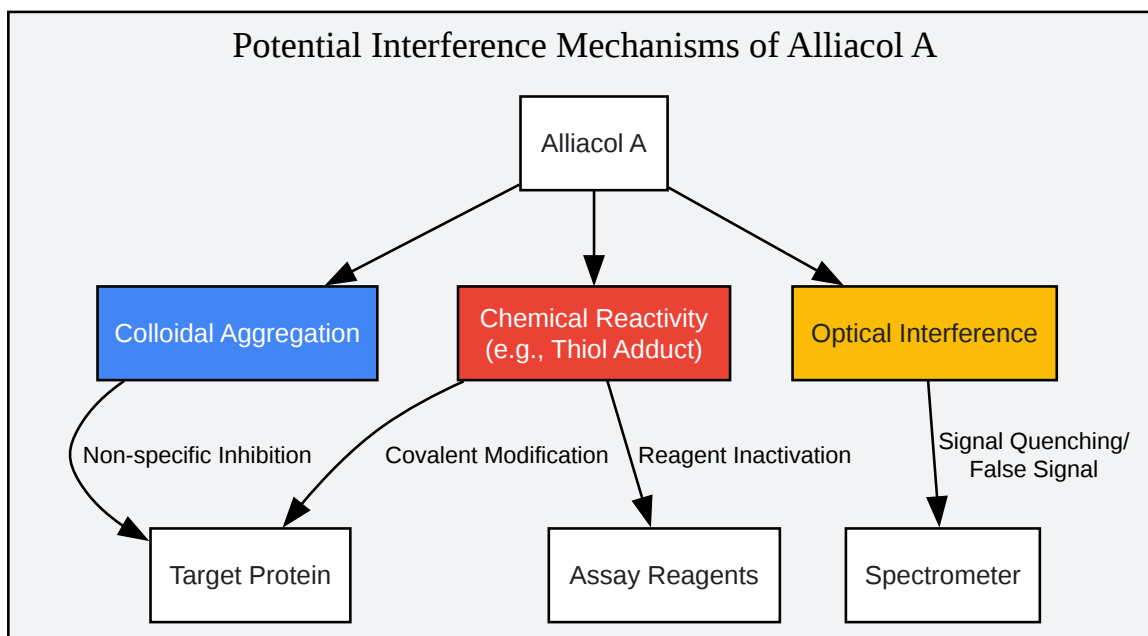 Potential Interference Mechanisms of Alliacol A
Alliacol A
Colloidal Aggregation
Chemical Reactivity
(e.g., Thiol Adduct)
Optical Interference
Non-specific Inhibition
Covalent Modification
Reagent Inactivation
Signal Quenching/
False Signal
Target Protein
Assay Reagents
Spectrometer